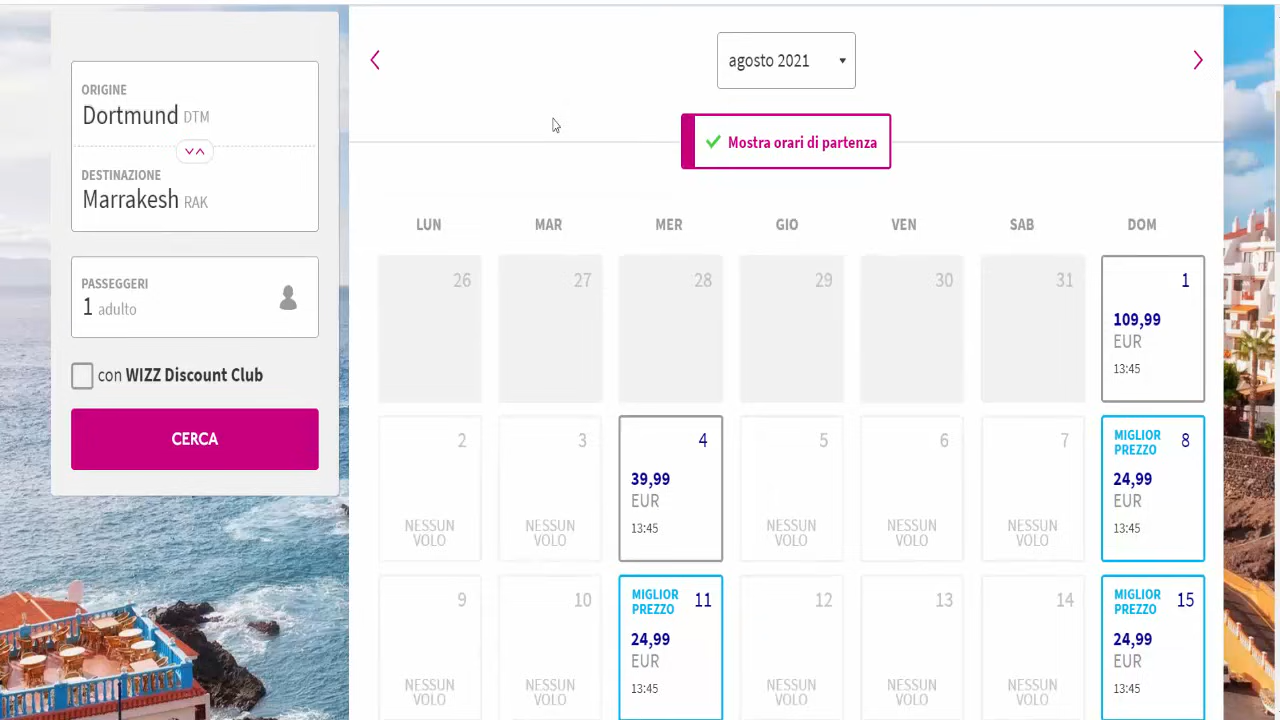 ORIGINE
Dortmund DTM
DESTINAZIONE
Marrakesh RAK
PASSEGGERI
1 adulto
con WIZZ Discount Club
CERCA
agosto 2021
Mostra orari di partenza
LUN MAR MER GIO VEN SAB DOM
26 27 28 29 30 31 1
109,99
EUR
13:45
2 3 4 5 6 7 MIGLIOR PREZZO 8
39,99 24,99
EUR EUR
13:45 13:45
NESSUN NESSUN NESSUN NESSUN NESSUN
VOLO VOLO VOLO VOLO VOLO
9 10 MIGLIOR PREZZO 11 12 13 14 MIGLIOR PREZZO 15
24,99 24,99
EUR EUR
13:45 13:45
NESSUN NESSUN NESSUN NESSUN NESSUN
VOLO VOLO VOLO VOLO VOLO